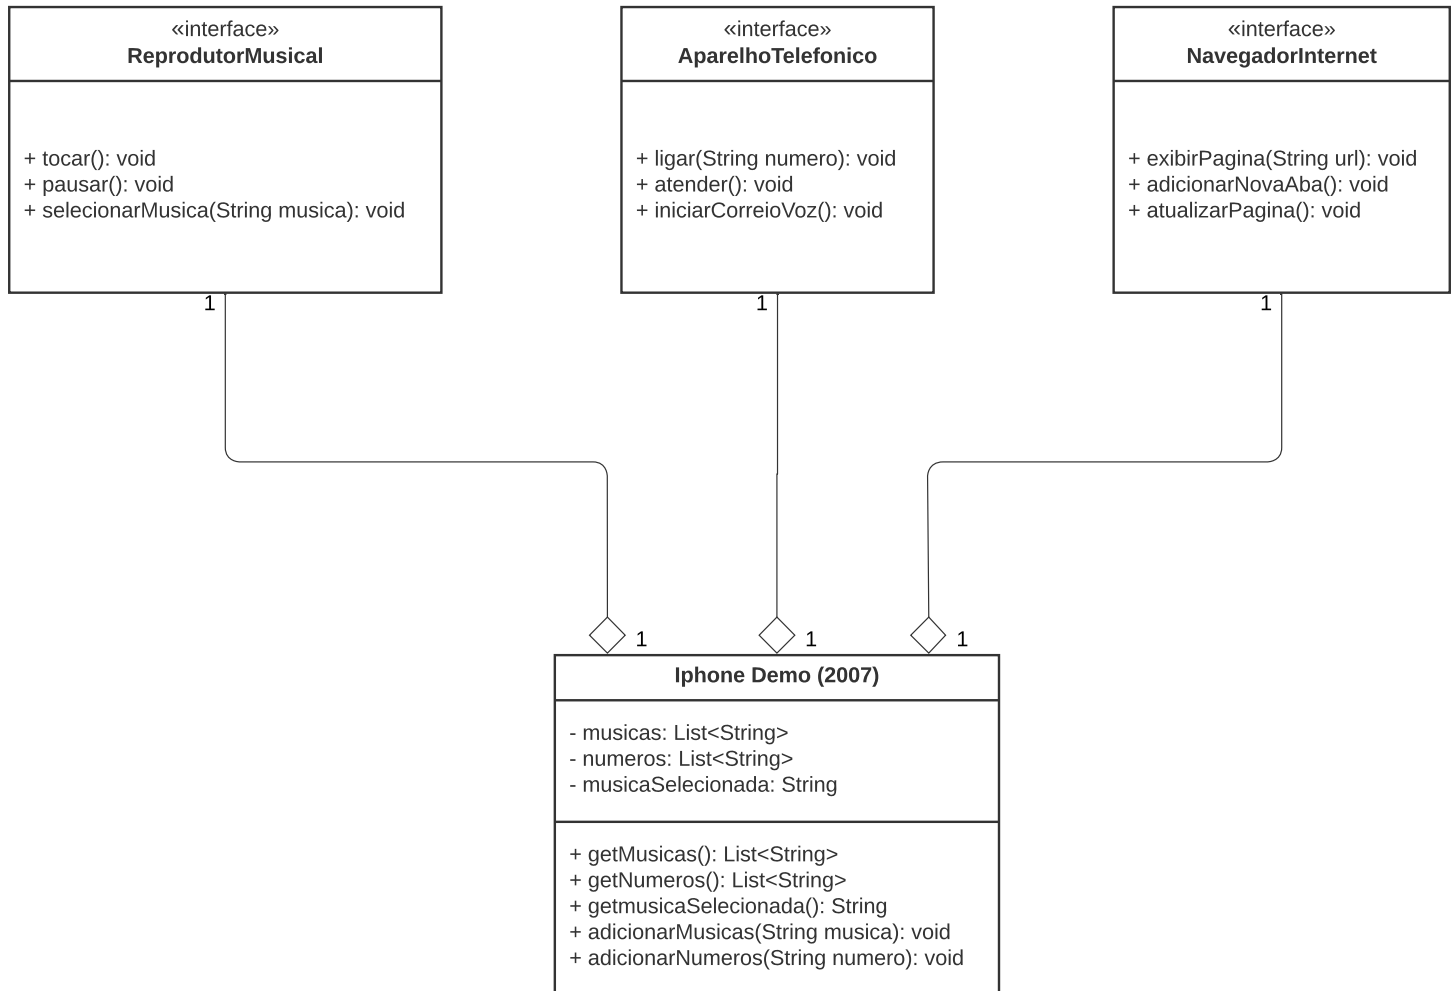 «interface»
ReprodutorMusical
+ tocar(): void
+ pausar(): void
+ selecionarMusica(String musica): void
1
«interface»
AparelhoTelefonico
+ ligar(String numero): void
+ atender(): void
+ iniciarCorreioVoz(): void
1
«interface»
NavegadorInternet
+ exibirPagina(String url): void
+ adicionarNovaAba(): void
+ atualizarPagina(): void
1
1
1
1
Iphone Demo (2007)
- musicas: List<String>
- numeros: List<String>
- musicaSelecionada: String
+ getMusicas(): List<String>
+ getNumeros(): List<String>
+ getmusicaSelecionada(): String
+ adicionarMusicas(String musica): void
+ adicionarNumeros(String numero): void